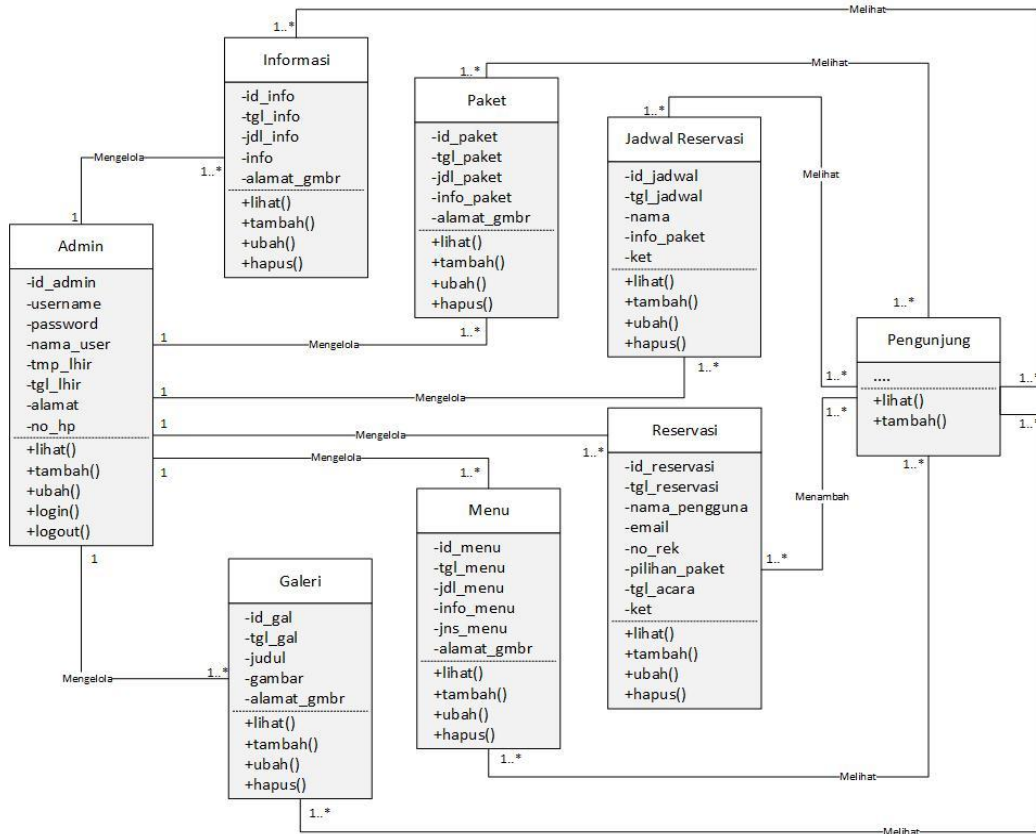 Melihat
1..*
Informasi
-id_info
-tgl_info
-jdl_info
-info
-alamat_gmbr
+lihat()
+tambah()
+ubah()
+hapus()
Mengelola
1..*
1
1..*
Melihat
Paket
-id_paket
-tgl_paket
-jdl_paket
-info_paket
-alamat_gmbr
+lihat()
+tambah()
+ubah()
+hapus()
1..*
1..*
Jadwal Reservasi
-id_jadwal
-tgl_jadwal
-nama
-info_paket
-ket
+lihat()
+tambah()
+ubah()
+hapus()
1..*
Melihat
Admin
-id_admin
-username
-password
-nama_user
-tmp_lhir
-tgl_lhir
-alamat
-no_hp
+lihat()
+tambah()
+ubah()
+login()
+logout()
1
Mengelola
1
Mengelola
1
Mengelola
1
Mengelola
1
1..*
Pengunjung
....
+lihat()
+tambah()
1..*
1..*
1..*
1..*
1..*
Reservasi
-id_reservasi
-tgl_reservasi
-nama_pengguna
-email
-no_rek
-pilihan_paket
-tgl_acara
-ket
+lihat()
+tambah()
+ubah()
+hapus()
1..*
Menambah
1..*
1..*
Menu
-id_menu
-tgl_menu
-jdl_menu
-info_menu
-jns_menu
-alamat_gmbr
+lihat()
+tambah()
+ubah()
+hapus()
1..*
Melihat
Galeri
-id_gal
-tgl_gal
-judul
-gambar
-alamat_gmbr
+lihat()
+tambah()
+ubah()
+hapus()
Mengelola
1..*
1..*
Melihat